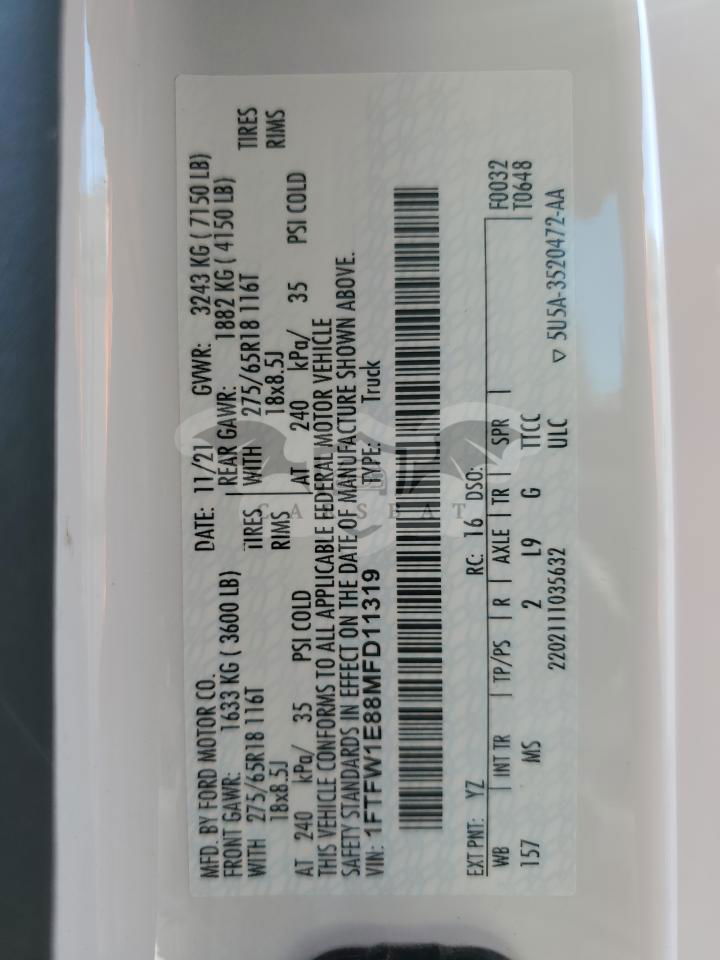 MFD. BY FORD MOTOR CO.
DATE: 11/21 GVWR: 3243 KG ( 7150 LB)
FRONT GAWR: 1633 KG ( 3600 LB)
REAR GAWR: 1882 KG ( 4150 LB)
WITH 275/65R18 116T TIRES
WITH 275/65R18 116T TIRES
18x8.5J RIMS
18x8.5J RIMS
AT 240 kPa/ 35 PSI COLD
AT 240 kPa/ 35 PSI COLD
THIS VEHICLE CONFORMS TO ALL APPLICABLE FEDERAL MOTOR VEHICLE
SAFETY STANDARDS IN EFFECT ON THE DATE OF MANUFACTURE SHOWN ABOVE.
VIN: 1FTFW1E88MFD11319 TYPE: Truck
EXT PNT: YZ RC: 16 DSO:
WB INT TR TP/PS R AXLE TR SPR F0032
T0648
157 MS 2 L9 G TTCC
2202111035632 ULC ▽ 5U5A-3520472-AA